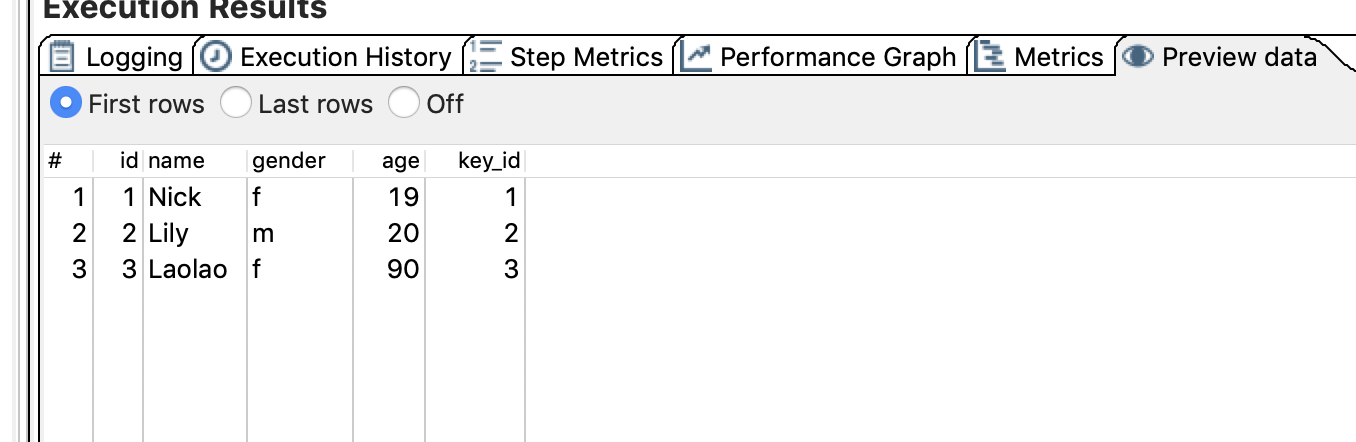 Execution Results
Logging Execution History Step Metrics Performance Graph Metrics Preview data
First rows Last rows Off
# id name gender age key_id
1 1 Nick f 19 1
2 2 Lily m 20 2
3 3 Laolao f 90 3